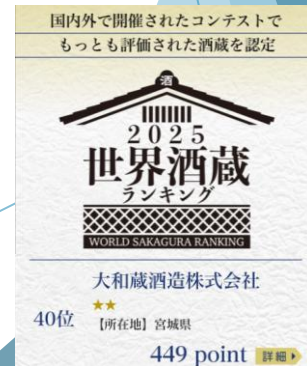 国内外で開催されたコンテストで
もっとも評価された酒蔵を認定
酒
2025
世界酒蔵
ランキング
WORLD SAKAGURA RANKING
大和蔵酒造株式会社
★★
40位 【所在地】宮城県
449 point 詳細▶